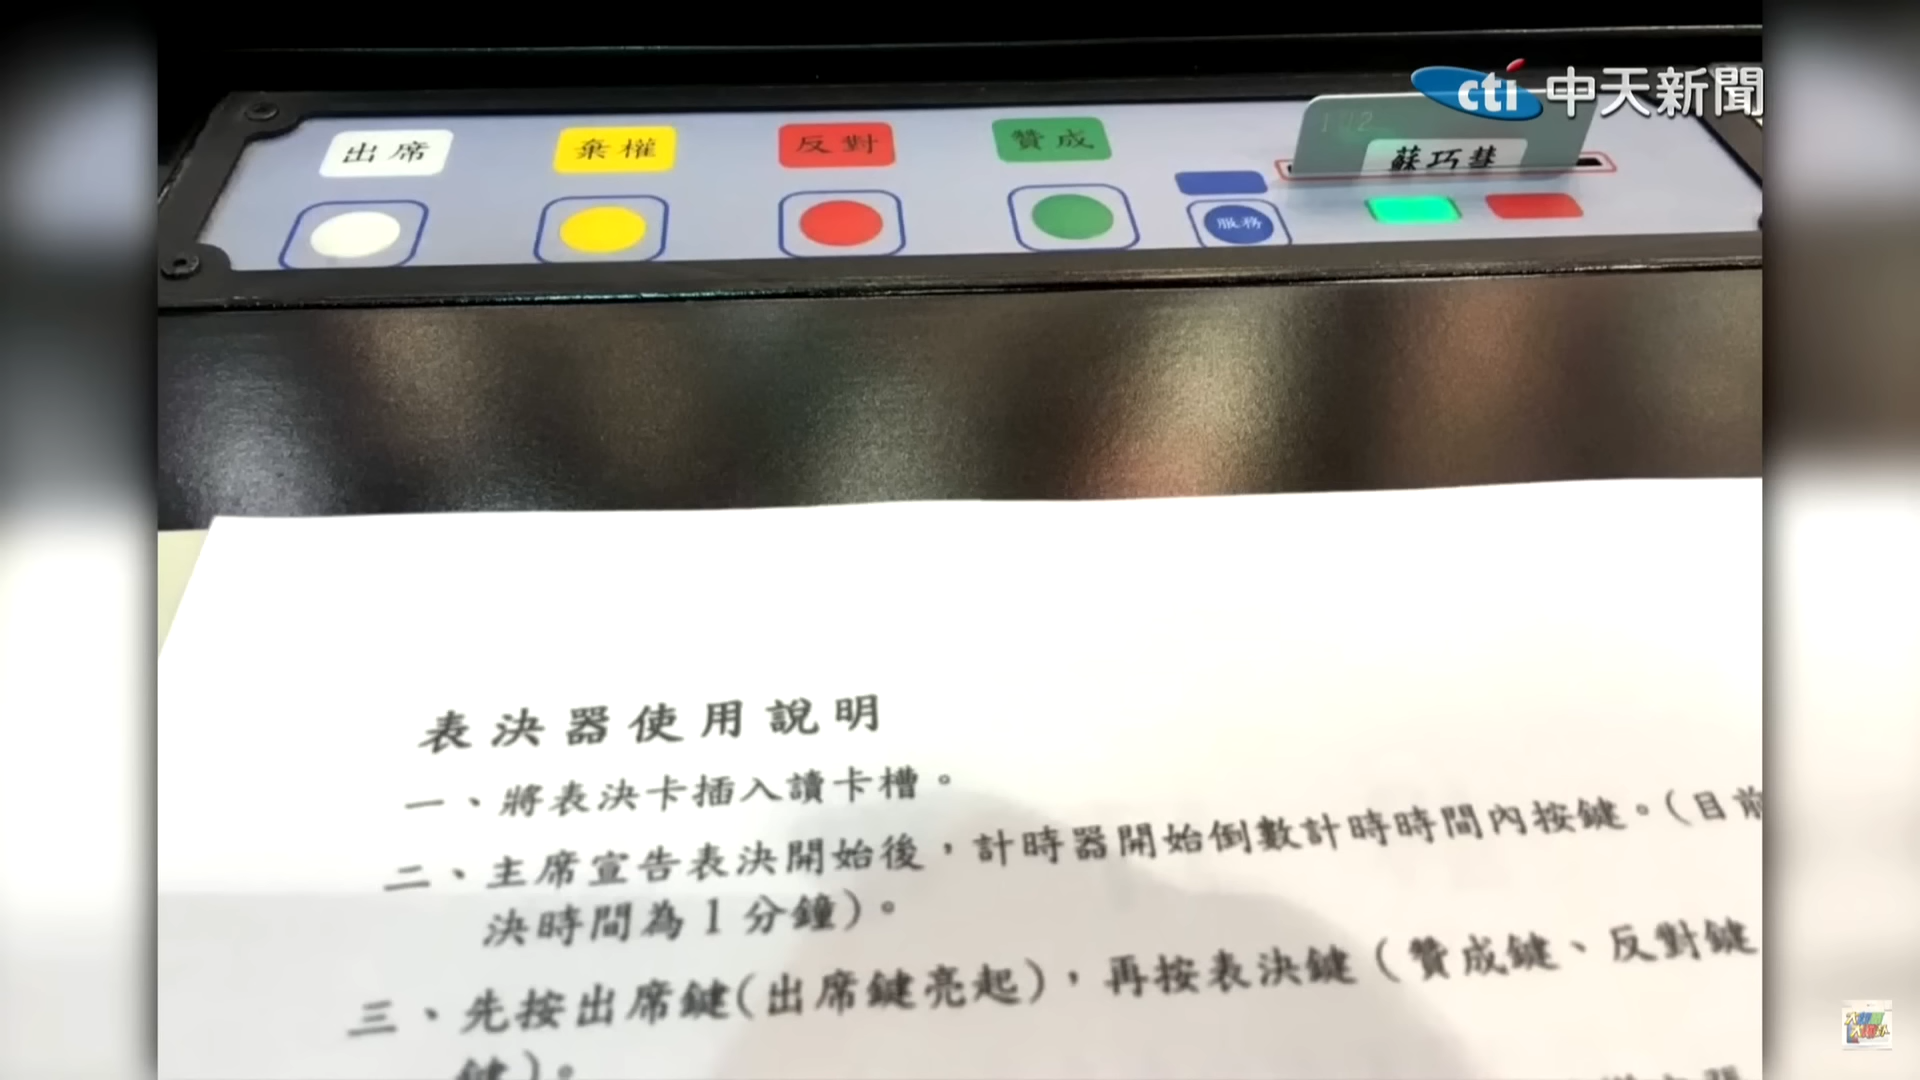 cti 中天新聞
出席 棄權 反對 贊成
蘇巧彗
服務
表決器使用說明
一、將表決卡插入讀卡槽。
二、主席宣告表決開始後,計時器開始倒數計時時間內按鍵。(目前
決時間為1分鐘)。
三、先按出席鍵(出席鍵亮起),再按表決鍵(贊成鍵、反對鍵
鍵)。